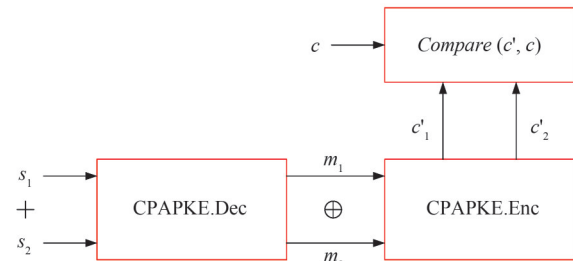 c
Compare (c', c)
c'1
c'2
s1
m1
+
CPAPKE.Dec
⊕
CPAPKE.Enc
s2
m